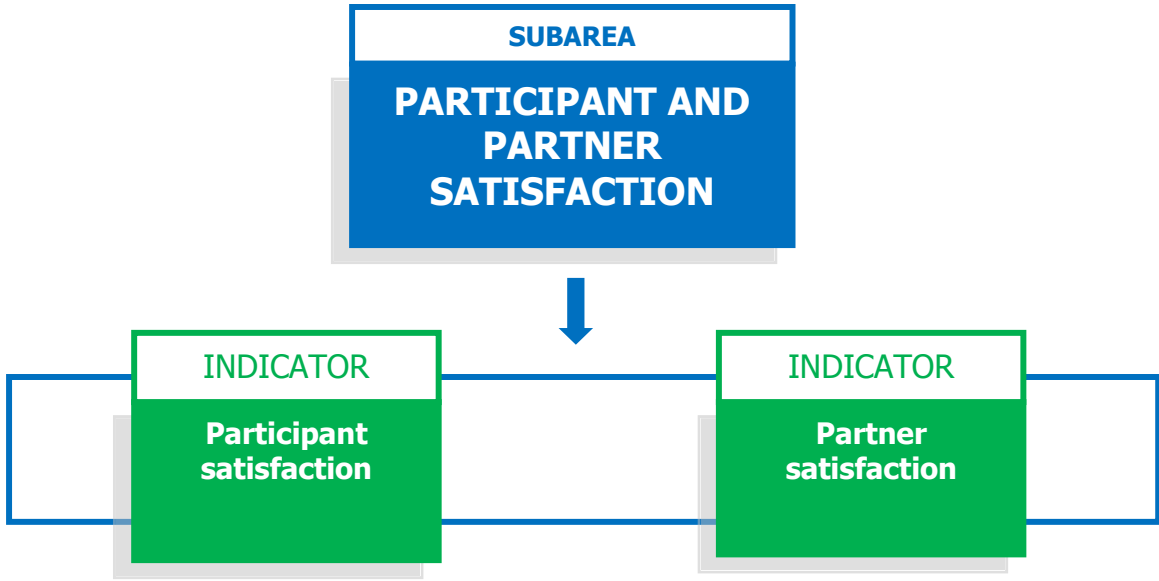 SUBAREA
PARTICIPANT AND
PARTNER
SATISFACTION
INDICATOR
Participant
satisfaction
INDICATOR
Partner
satisfaction